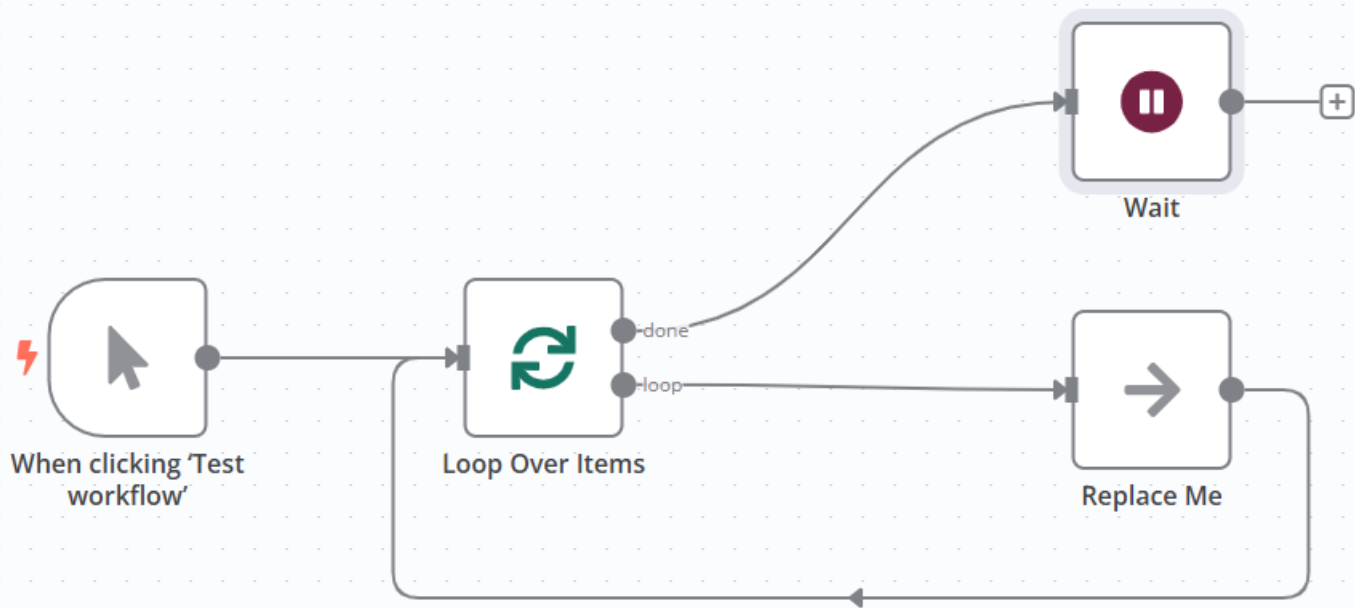 Wait
done
loop
When clicking ‘Test
workflow’
Loop Over Items
Replace Me